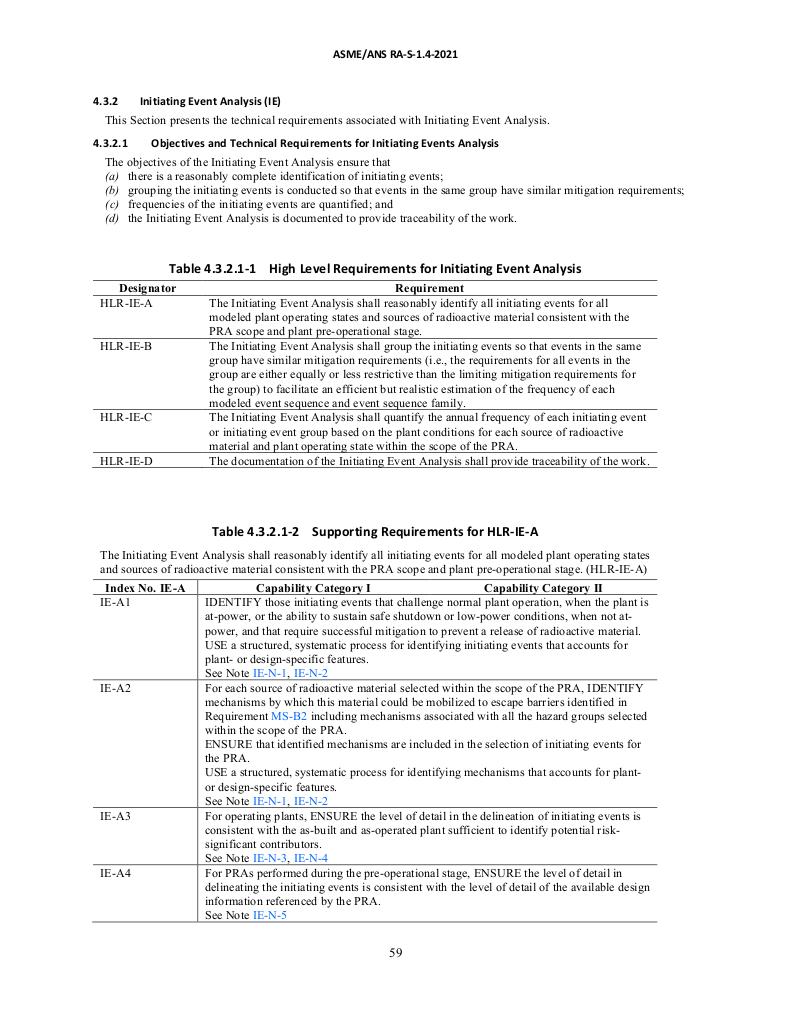 ASME/ANS RA-S-1.4-2021
4.3.2 Initiating Event Analysis (IE)
This Section presents the technical requirements associated with Initiating Event Analysis.
4.3.2.1 Objectives and Technical Requirements for Initiating Events Analysis
The objectives of the Initiating Event Analysis ensure that
(a) there is a reasonably complete identification of initiating events;
(b) grouping the initiating events is conducted so that events in the same group have similar mitigation requirements;
(c) frequencies of the initiating events are quantified; and
(d) the Initiating Event Analysis is documented to provide traceability of the work.
Table 4.3.2.1-1 High Level Requirements for Initiating Event Analysis
Designator Requirement
HLR-IE-A The Initiating Event Analysis shall reasonably identify all initiating events for all
modeled plant operating states and sources of radioactive material consistent with the
PRA scope and plant pre-operational stage.
HLR-IE-B The Initiating Event Analysis shall group the initiating events so that events in the same
group have similar mitigation requirements (i.e., the requirements for all events in the
group are either equally or less restrictive than the limiting mitigation requirements for
the group) to facilitate an efficient but realistic estimation of the frequency of each
modeled event sequence and event sequence family.
HLR-IE-C The Initiating Event Analysis shall quantify the annual frequency of each initiating event
or initiating event group based on the plant conditions for each source of radioactive
material and plant operating state within the scope of the PRA.
HLR-IE-D The documentation of the Initiating Event Analysis shall provide traceability of the work.
Table 4.3.2.1-2 Supporting Requirements for HLR-IE-A
The Initiating Event Analysis shall reasonably identify all initiating events for all modeled plant operating states
and sources of radioactive material consistent with the PRA scope and plant pre-operational stage. (HLR-IE-A)
Index No. IE-A Capability Category I Capability Category II
IE-A1 IDENTIFY those initiating events that challenge normal plant operation, when the plant is
at-power, or the ability to sustain safe shutdown or low-power conditions, when not at-
power, and that require successful mitigation to prevent a release of radioactive material.
USE a structured, systematic process for identifying initiating events that accounts for
plant- or design-specific features.
See Note IE-N-1, IE-N-2
IE-A2 For each source of radioactive material selected within the scope of the PRA, IDENTIFY
mechanisms by which this material could be mobilized to escape barriers identified in
Requirement MS-B2 including mechanisms associated with all the hazard groups selected
within the scope of the PRA.
ENSURE that identified mechanisms are included in the selection of initiating events for
the PRA.
USE a structured, systematic process for identifying mechanisms that accounts for plant-
or design-specific features.
See Note IE-N-1, IE-N-2
IE-A3 For operating plants, ENSURE the level of detail in the delineation of initiating events is
consistent with the as-built and as-operated plant sufficient to identify potential risk-
significant contributors.
See Note IE-N-3, IE-N-4
IE-A4 For PRAs performed during the pre-operational stage, ENSURE the level of detail in
delineating the initiating events is consistent with the level of detail of the available design
information referenced by the PRA.
See Note IE-N-5
59